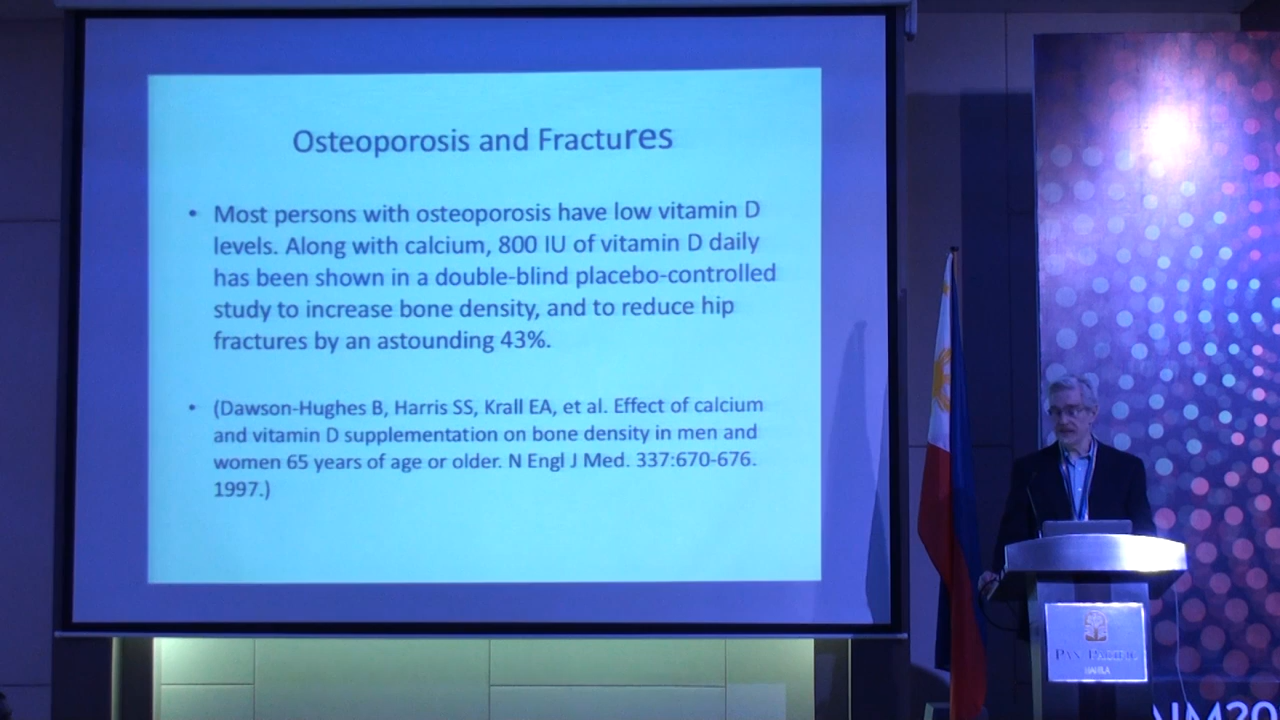 Osteoporosis and Fractures
• Most persons with osteoporosis have low vitamin D
levels. Along with calcium, 800 IU of vitamin D daily
has been shown in a double-blind placebo-controlled
study to increase bone density, and to reduce hip
fractures by an astounding 43%.
• (Dawson-Hughes B, Harris SS, Krall EA, et al. Effect of calcium
and vitamin D supplementation on bone density in men and
women 65 years of age or older. N Engl J Med. 337:670-676.
1997.)
PAN PACIFIC
MANILA